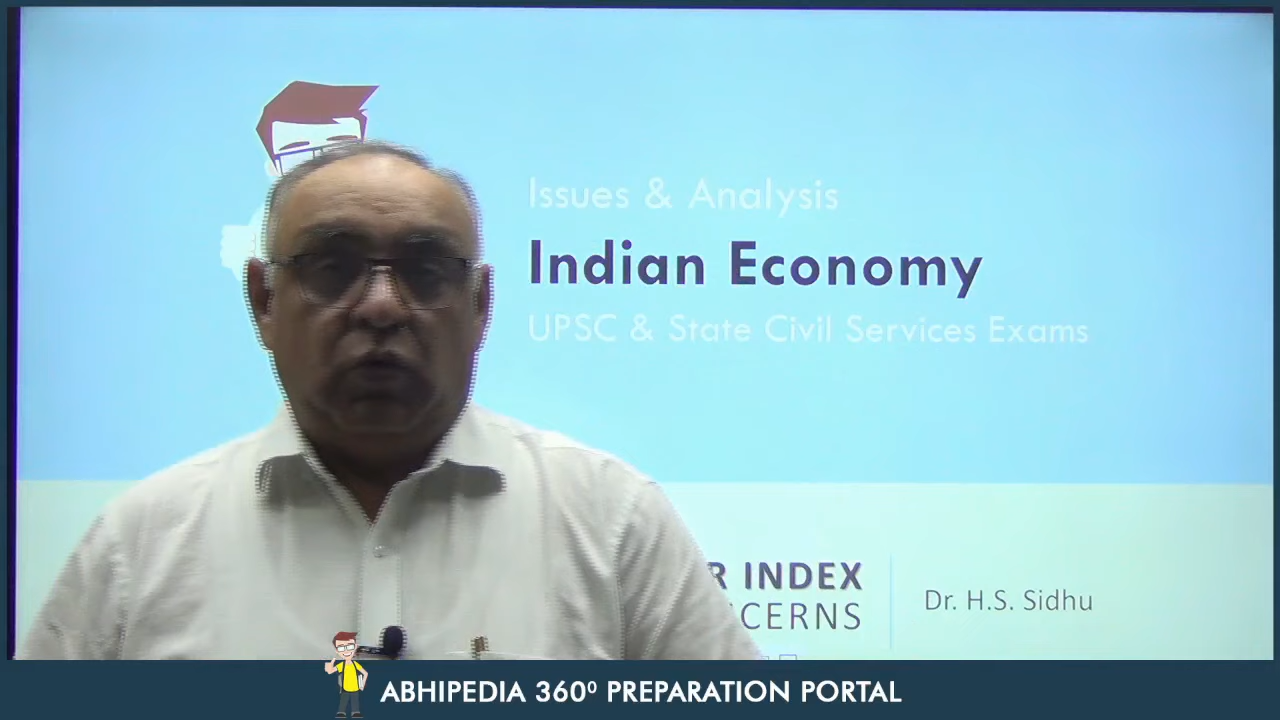 Issues & Analysis
Indian Economy
UPSC & State Civil Services Exams
R INDEX
CERNS
Dr. H.S. Sidhu
ABHIPEDIA 360⁰ PREPARATION PORTAL